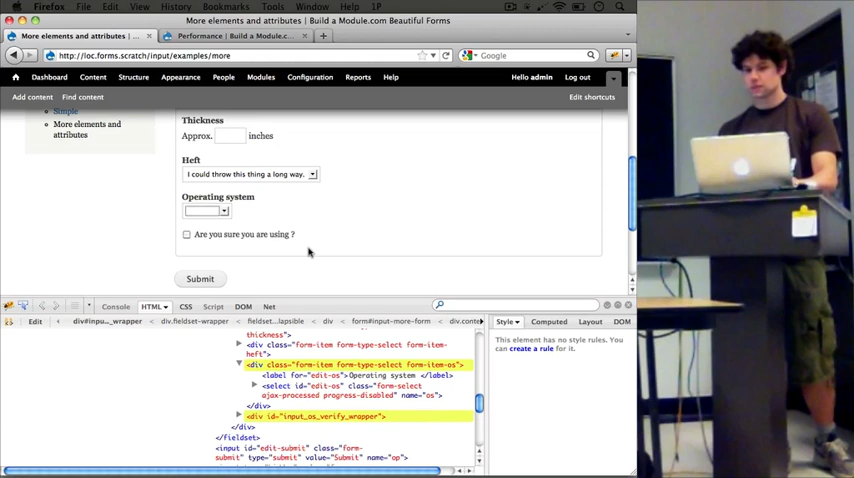 Firefox File Edit View History Bookmarks Tools Window Help 1P
More elements and attributes | Build a Module.com Beautiful Forms
More elements and attributes | ... Performance | Build a Module.c...
http://loc.forms.scratch/input/examples/more
Google
Dashboard Content Structure Appearance People Modules Configuration Reports Help Hello admin Log out
Add content Find content Edit shortcuts
Simple
More elements and
attributes
Thickness
Approx. inches
Heft
I could throw this thing a long way.
Operating system
Are you sure you are using ?
Submit
Console HTML Script CSS DOM Net
Edit div#inpu..._wrapper div.fieldset-wrapper fieldset...lapsible div form#input-more-form div.conte Style Computed Layout DOM
thickness">
<div class="form-item form-type-select form-item-
heft">
<div class="form-item form-type-select form-item-os">
<label for="edit-os">Operating system </label>
<select id="edit-os" class="form-select
ajax-processed progress-disabled" name="os">
</div>
<div id="input_os_verify_wrapper">
</div>
</fieldset>
<input id="edit-submit" class="form-
submit" type="submit" value="Submit" name="op">
This element has no style rules. You
can create a rule for it.